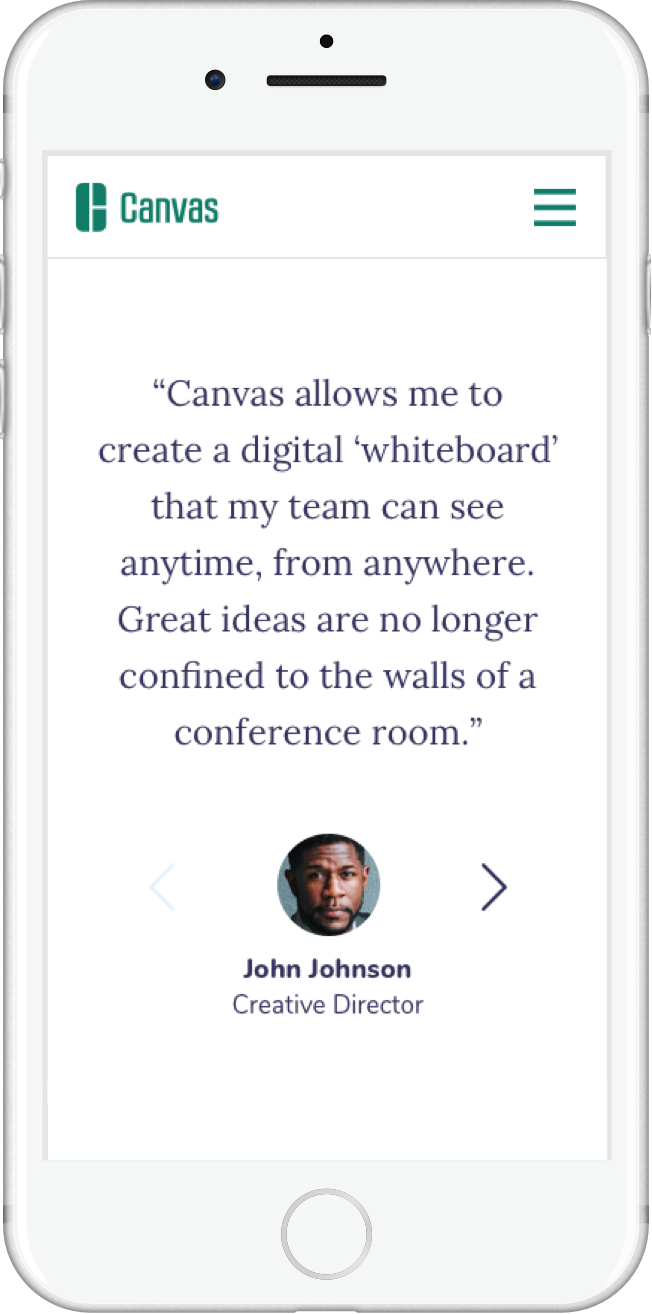 Canvas
“Canvas allows me to
create a digital ‘whiteboard’
that my team can see
anytime, from anywhere.
Great ideas are no longer
confined to the walls of a
conference room.”
John Johnson
Creative Director